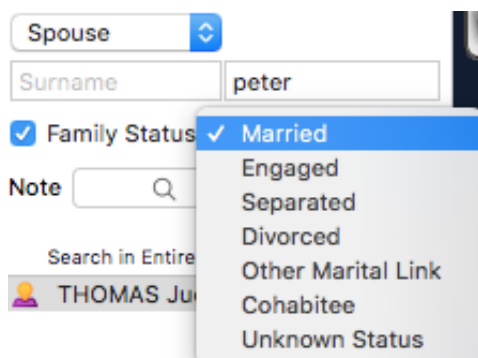 Spouse
Surname peter
Family Status Married
Engaged
Note Separated
Divorced
Search in Entire Other Marital Link
THOMAS Cohabitee
Unknown Status